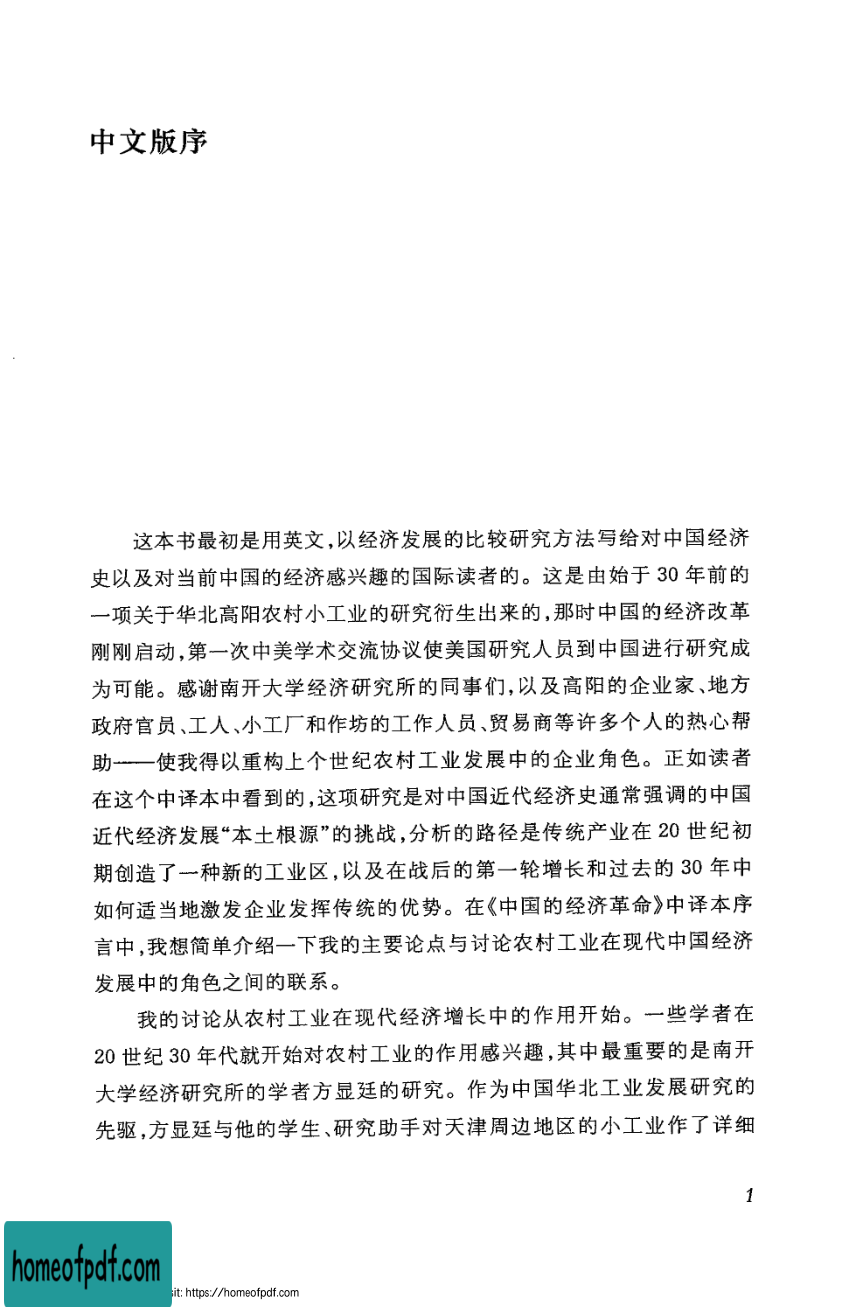 中文版序
这本书最初是用英文,以经济发展的比较研究方法写给对中国经济
史以及对当前中国的经济感兴趣的国际读者的。这是由始于 30 年前的
一项关于华北高阳农村小工业的研究衍生出来的,那时中国的经济改革
刚刚启动,第一次中美学术交流协议使美国研究人员到中国进行研究成
为可能。感谢南开大学经济研究所的同事们,以及高阳的企业家、地方
政府官员、工人、小工厂和作坊的工作人员、贸易商等许多个人的热心帮
助——使我得以重构上个世纪农村工业发展中的企业角色。正如读者
在这个中译本中看到的,这项研究是对中国近代经济史通常强调的中国
近代经济发展“本土根源”的挑战,分析的路径是传统产业在 20 世纪初
期创造了一种新的工业区,以及在战后的第一轮增长和过去的 30 年中
如何适当地激发企业发挥传统的优势。在《中国的经济革命》中译本序
言中,我想简单介绍一下我的主要论点与讨论农村工业在现代中国经济
发展中的角色之间的联系。
我的讨论从农村工业在现代经济增长中的作用开始。一些学者在
20 世纪 30 年代就开始对农村工业的作用感兴趣,其中最重要的是南开
大学经济研究所的学者方显廷的研究。作为中国华北工业发展研究的
先驱,方显廷与他的学生、研究助手对天津周边地区的小工业作了详细
1
homeofpdf.com
sit: https://homeofpdf.com